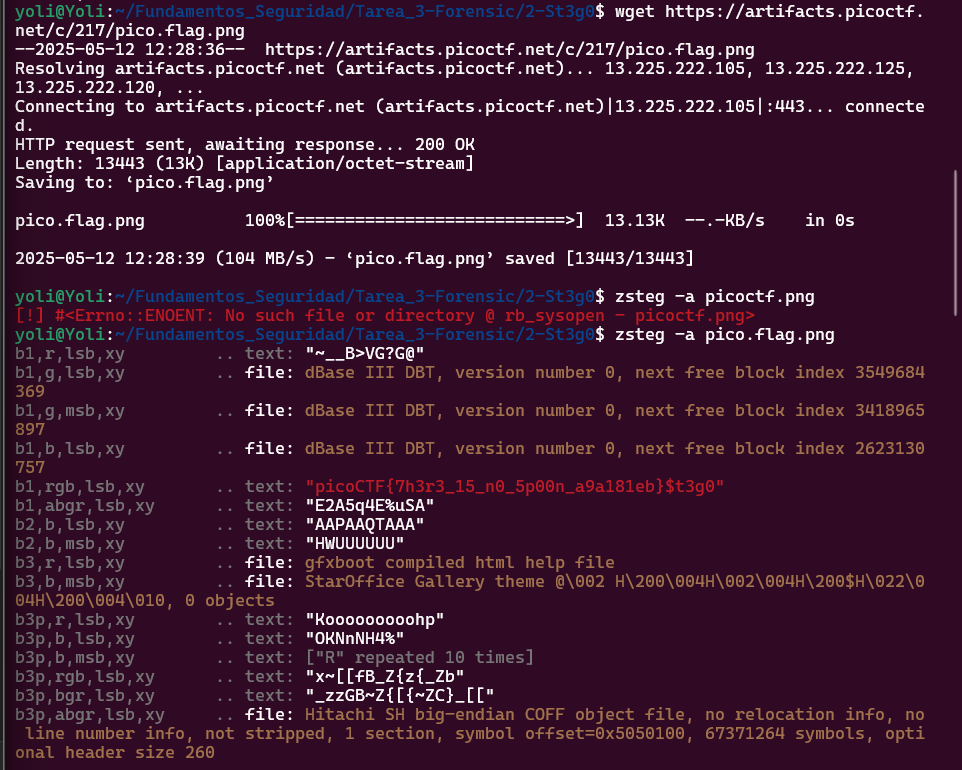 yoli@Yoli:~/Fundamentos_Seguridad/Tarea_3-Forensic/2-St3g0$ wget https://artifacts.picoctf.
net/c/217/pico.flag.png
--2025-05-12 12:28:36--  https://artifacts.picoctf.net/c/217/pico.flag.png
Resolving artifacts.picoctf.net (artifacts.picoctf.net)... 13.225.222.105, 13.225.222.125,
13.225.222.120, ...
Connecting to artifacts.picoctf.net (artifacts.picoctf.net)|13.225.222.105|:443... connecte
d.
HTTP request sent, awaiting response... 200 OK
Length: 13443 (13K) [application/octet-stream]
Saving to: ‘pico.flag.png’
pico.flag.png          100%[===========================>]  13.13K  --.-KB/s    in 0s
2025-05-12 12:28:39 (104 MB/s) - ‘pico.flag.png’ saved [13443/13443]
yoli@Yoli:~/Fundamentos_Seguridad/Tarea_3-Forensic/2-St3g0$ zsteg -a picoctf.png
[!] #<Errno::ENOENT: No such file or directory @ rb_sysopen - picoctf.png>
yoli@Yoli:~/Fundamentos_Seguridad/Tarea_3-Forensic/2-St3g0$ zsteg -a pico.flag.png
b1,r,lsb,xy         .. text: "~__B>VG?G@"
b1,g,lsb,xy         .. file: dBase III DBT, version number 0, next free block index 3549684
369
b1,g,msb,xy         .. file: dBase III DBT, version number 0, next free block index 3418965
897
b1,b,lsb,xy         .. file: dBase III DBT, version number 0, next free block index 2623130
757
b1,rgb,lsb,xy       .. text: "picoCTF{7h3r3_15_n0_5p00n_a9a181eb}$t3g0"
b1,abgr,lsb,xy      .. text: "E2A5q4E%uSA"
b2,b,lsb,xy         .. text: "AAPAAQTAAA"
b2,b,msb,xy         .. text: "HWUUUUUU"
b3,r,lsb,xy         .. file: gfxboot compiled html help file
b3,b,msb,xy         .. file: StarOffice Gallery theme @\002 H\200\004H\002\004H\200$H\022\0
04H\200\004\010, 0 objects
b3p,r,lsb,xy        .. text: "Kooooooooohp"
b3p,b,lsb,xy        .. text: "OKNnNH4%"
b3p,b,msb,xy        .. text: ["R" repeated 10 times]
b3p,rgb,lsb,xy      .. text: "x~[[fB_Z{z{_Zb"
b3p,bgr,lsb,xy      .. text: "_zzGB~Z{[{~ZC}_[["
b3p,abgr,lsb,xy     .. file: Hitachi SH big-endian COFF object file, no relocation info, no
 line number info, not stripped, 1 section, symbol offset=0x5050100, 67371264 symbols, opti
onal header size 260